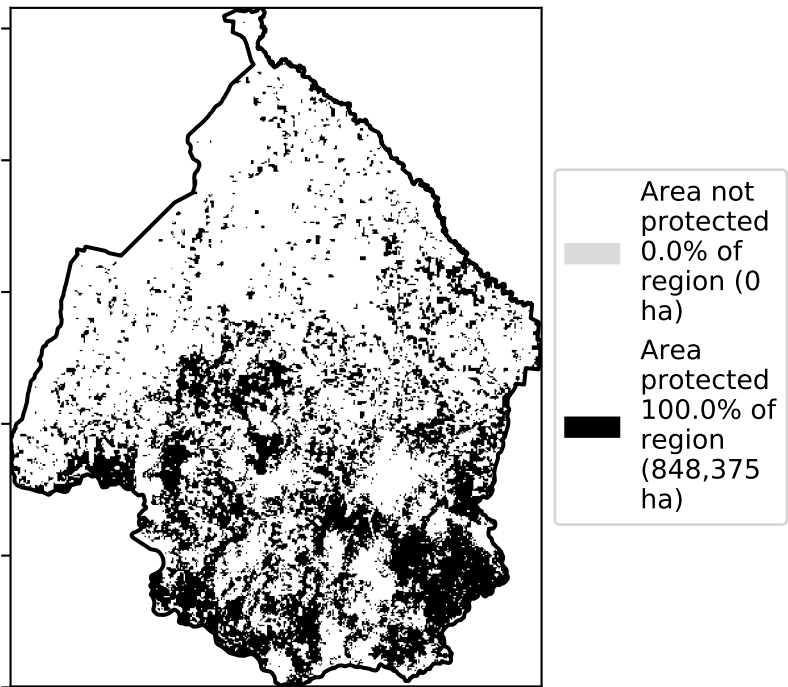 Area not
protected
0.0% of
region (0
ha)
Area
protected
100.0% of
region
(848,375
ha)